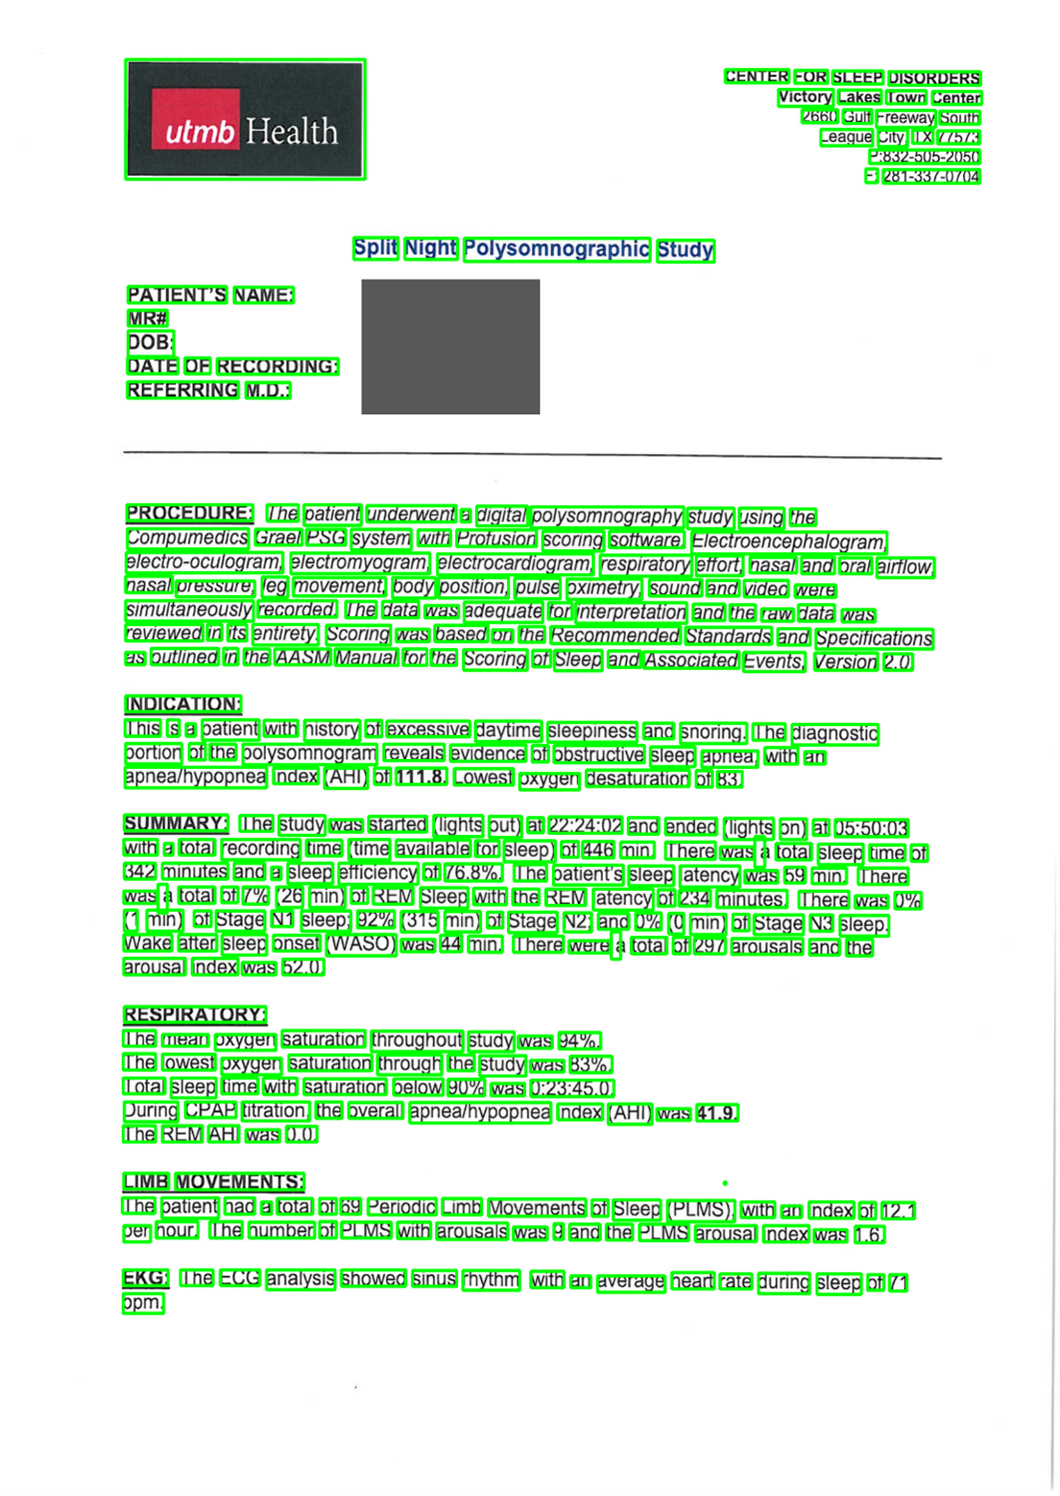 utmb Health
CENTER FOR SLEEP DISORDERS
Victory Lakes Town Center
2660 Gulf Freeway South
League City, TX 77573
P:832-505-2050
F: 281-337-0704
Split Night Polysomnographic Study
PATIENT'S NAME:
MR#
DOB:
DATE OF RECORDING:
REFERRING M.D.:
PROCEDURE: The patient underwent a digital polysomnography study using the
Compumedics Grael PSG system with Profusion scoring software. Electroencephalogram,
electro-oculogram, electromyogram, electrocardiogram, respiratory effort, nasal and oral airflow,
nasal pressure, leg movement, body position, pulse oximetry, sound and video were
simultaneously recorded. The data was adequate for interpretation and the raw data was
reviewed in its entirety. Scoring was based on the Recommended Standards and Specifications
as outlined in the AASM Manual for the Scoring of Sleep and Associated Events, Version 2.0
INDICATION:
This is a patient with history of excessive daytime sleepiness and snoring. The diagnostic
portion of the polysomnogram reveals evidence of obstructive sleep apnea, with an
apnea/hypopnea index (AHI) of 111.8. Lowest oxygen desaturation of 83.
SUMMARY: The study was started (lights out) at 22:24:02 and ended (lights on) at 05:50:03
with a total recording time (time available for sleep) of 446 min. There was a total sleep time of
342 minutes and a sleep efficiency of 76.8%. The patient's sleep latency was 59 min. There
was a total of 7% (26 min) of REM Sleep with the REM latency of 234 minutes. There was 0%
(1 min) of Stage N1 sleep; 92% (315 min) of Stage N2; and 0% (0 min) of Stage N3 sleep.
Wake after sleep onset (WASO) was 44 min. There were a total of 297 arousals and the
arousal index was 52.0.
RESPIRATORY:
The mean oxygen saturation throughout study was 94%.
The lowest oxygen saturation through the study was 83%.
Total sleep time with saturation below 90% was 0:23:45.0
During CPAP titration, the overall apnea/hypopnea index (AHI) was 41.9.
The REM AHI was 0.0.
LIMB MOVEMENTS:
The patient had a total of 69 Periodic Limb Movements of Sleep (PLMS), with an index of 12.1
per hour. The number of PLMS with arousals was 9 and the PLMS arousal index was 1.6.
EKG: The ECG analysis showed sinus rhythm with an average heart rate during sleep of 71
bpm.